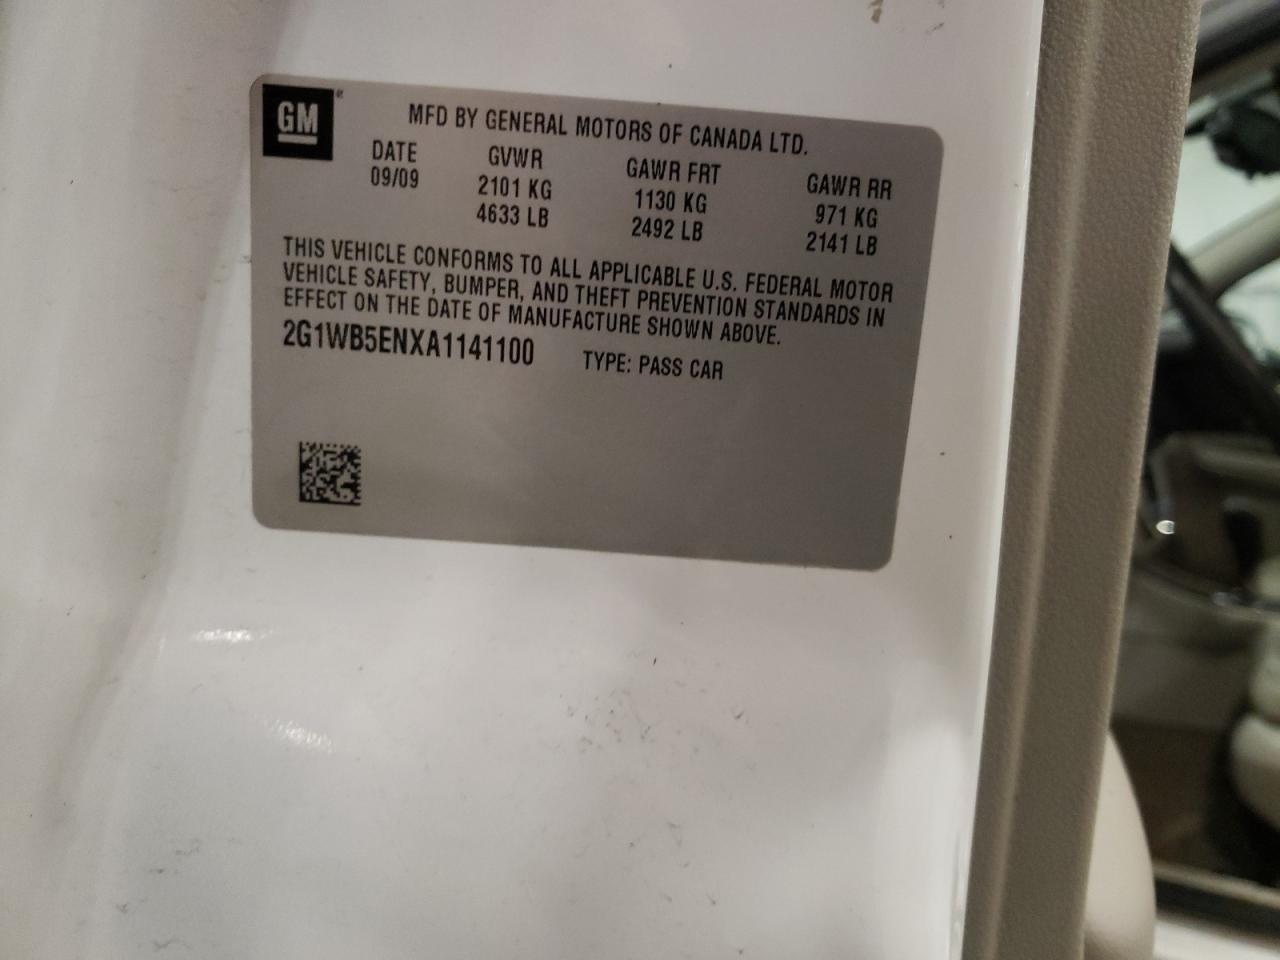 GM
MFD BY GENERAL MOTORS OF CANADA LTD.
DATE GVWR GAWR FRT GAWR RR
09/09 2101 KG 1130 KG 971 KG
4633 LB 2492 LB 2141 LB
THIS VEHICLE CONFORMS TO ALL APPLICABLE U.S. FEDERAL MOTOR
VEHICLE SAFETY, BUMPER, AND THEFT PREVENTION STANDARDS IN
EFFECT ON THE DATE OF MANUFACTURE SHOWN ABOVE.
2G1WB5ENXA1141100 TYPE: PASS CAR